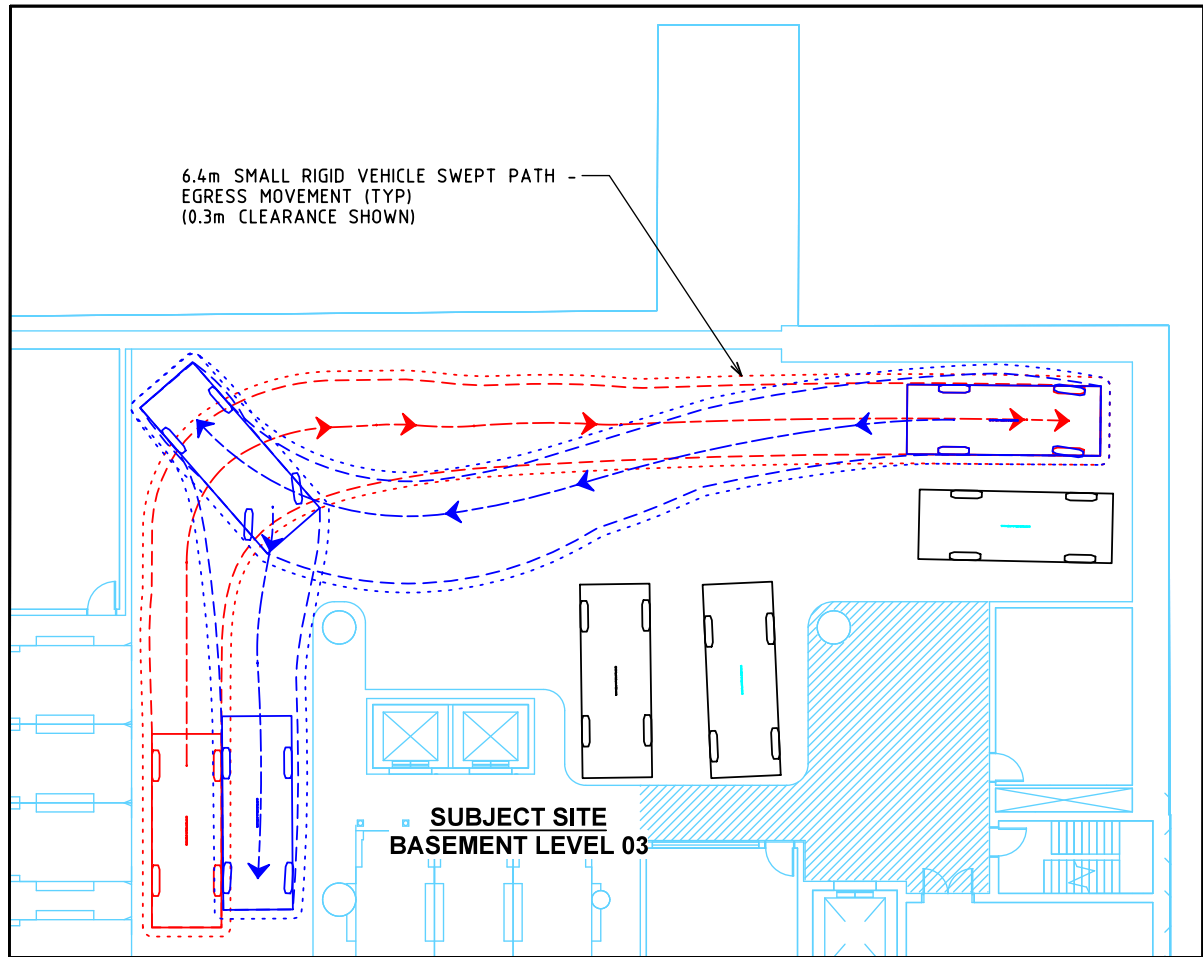 6.4m SMALL RIGID VEHICLE SWEPT PATH -
EGRESS MOVEMENT (TYP)
(0.3m CLEARANCE SHOWN)
SUBJECT SITE
BASEMENT LEVEL 03